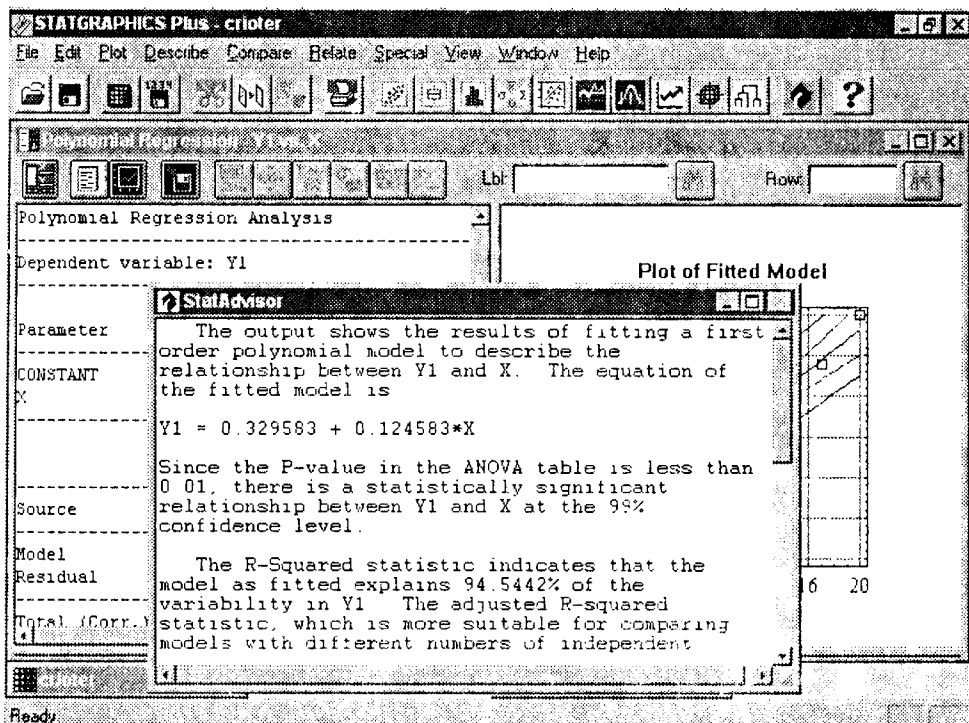 STATGRAPHICS Plus - crioter
File Edit Plot Describe Compare Relate Special View Window Help
Polynomial Regression - Y1 vs. X
Lbl: Row:
Polynomial Regression Analysis
Dependent variable: Y1
Parameter
CONSTANT
X
Source
Model
Residual
Total (Corr.)
Plot of Fitted Model
16 20
StatAdvisor
The output shows the results of fitting a first
order polynomial model to describe the
relationship between Y1 and X. The equation of
the fitted model is
Y1 = 0.329583 + 0.124583*X
Since the P-value in the ANOVA table is less than
0 01, there is a statistically significant
relationship between Y1 and X at the 99%
confidence level.
The R-Squared statistic indicates that the
model as fitted explains 94.5442% of the
variability in Y1 The adjusted R-squared
statistic, which is more suitable for comparing
models with different numbers of independent
crioter
Ready